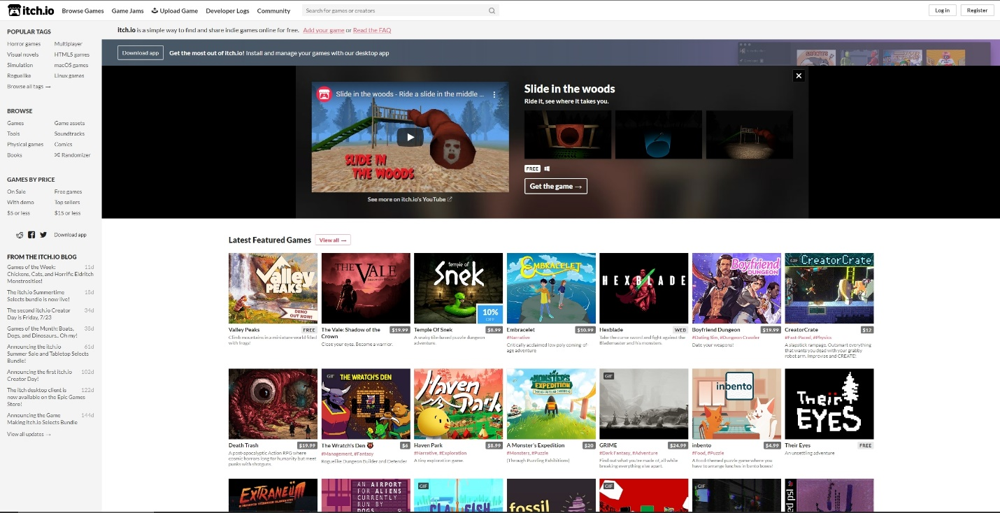 itch.io Browse Games Game Jams Upload Game Developer Logs Community Search for games or creators Log in Register
itch.io is a simple way to find and share indie games online for free. Add your game or Read the FAQ
Download app Get the most out of itch.io! Install and manage your games with our desktop app
POPULAR TAGS
Horror games Multiplayer
Visual novels HTML5 games
Simulation macOS games
Roguelike Linux games
Browse all tags →
BROWSE
Games Game assets
Tools Soundtracks
Physical games Comics
Books Randomizer
GAMES BY PRICE
On Sale Free games
With demo Top sellers
$5 or less $15 or less
Download app
FROM THE ITCH.IO BLOG
Games of the Week: 11d
Chickens, Cats, and Horrific Eldritch
Monstrosities!
The itch.io Summertime 18d
Selects bundle is now live!
The second itch.io Creator 34d
Day is Friday, 7/23
Games of the Month: Boats, 38d
Dogs, and Dinosaurs.. Oh my!
Announcing the itch.io 61d
Summer Sale and Tabletop Selects
Bundle!
Announcing the first itch.io 102d
Creator Day!
The itch desktop client is 122d
now available on the Epic Games
Store!
Announcing the Game 144d
Making itch.io Selects Bundle
View all updates →
Slide in the woods - Ride a slide in the middle ...
SLIDE IN
THE WOODS
See more on itch.io's YouTube
Slide in the woods
Ride it, see where it takes you.
FREE
Get the game →
Latest Featured Games View all →
Valley
PEAKS
DEMO
OUT NOW!
Valley Peaks FREE
Climb mountains in a miniature world filled
with frogs!
THE VALE
The Vale: Shadow of the $19.99
Crown
Close your eyes. Become a warrior.
temple of
Snek
10%
OFF
Temple Of Snek $8.99
A snaky tile-based puzzle dungeon
adventure.
EMBRACELET
Embracelet $10.99
#Narrative
Critically acclaimed low poly coming-of-
age adventure
HEXBLADE
Hexblade WEB
Take the curse sword and fight against the
Blademaster and his monsters.
Boyfriend
DUNGEON
Boyfriend Dungeon $19.99
#Dating Sim, #Dungeon Crawler
Date your weapons!
GIF CreatorCrate
CreatorCrate $12
#Fast-Paced, #Physics
A slapstick rampage. Outsmart everything
that wants you dead with your grabby
robot arm. Improvise and CREATE!
Death Trash $19.99
A post-apocalyptic Action RPG where
cosmic horrors long for humanity but meet
punks with shotguns.
GIF THE WRATCH'S DEN
The Wratch's Den 👹 $6
#Management, #Fantasy
Roguelike Dungeon Builder and Defender
Haven
Park
Haven Park $8.99
#Narrative, #Exploration
A tiny exploration game.
A
MONSTER'S
EXPEDITION
A Monster's Expedition $20
#Monsters, #Puzzle
(Through Puzzling Exhibitions)
GIF
GRIME $24.99
#Dark Fantasy, #Adventure
Find out what you're made of, all while
breaking everything else apart.
inbento
inbento $4.99
#Food, #Puzzle
A food-themed puzzle game where you
have to arrange lunches in bento boxes!
THEIR
EYES
Their Eyes FREE
An unsettling adventure
EXTRANEÜM
AN AIRPORT
FOR ALIENS
CURRENTLY
RUN BY
DOGS
GIF
fossil
GIF
GIF